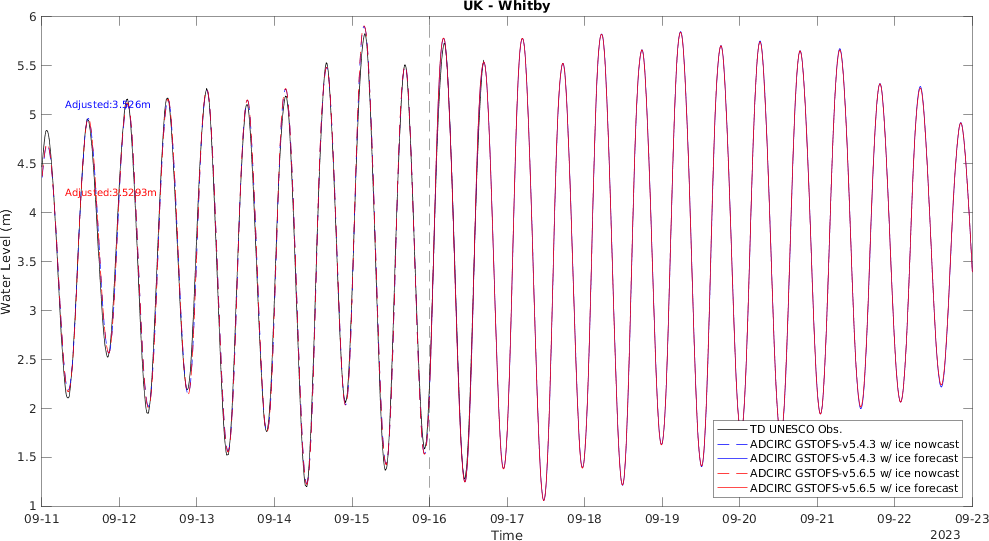 UK - Whitby
6
5.5
5
4.5
4
3.5
3
2.5
2
1.5
1
Water Level (m)
Adjusted:3.526m
Adjusted:3.5293m
TD UNESCO Obs.
ADCIRC GSTOFS-v5.4.3 w/ ice nowcast
ADCIRC GSTOFS-v5.4.3 w/ ice forecast
ADCIRC GSTOFS-v5.6.5 w/ ice nowcast
ADCIRC GSTOFS-v5.6.5 w/ ice forecast
09-11 09-12 09-13 09-14 09-15 09-16 09-17 09-18 09-19 09-20 09-21 09-22 09-23
Time
2023